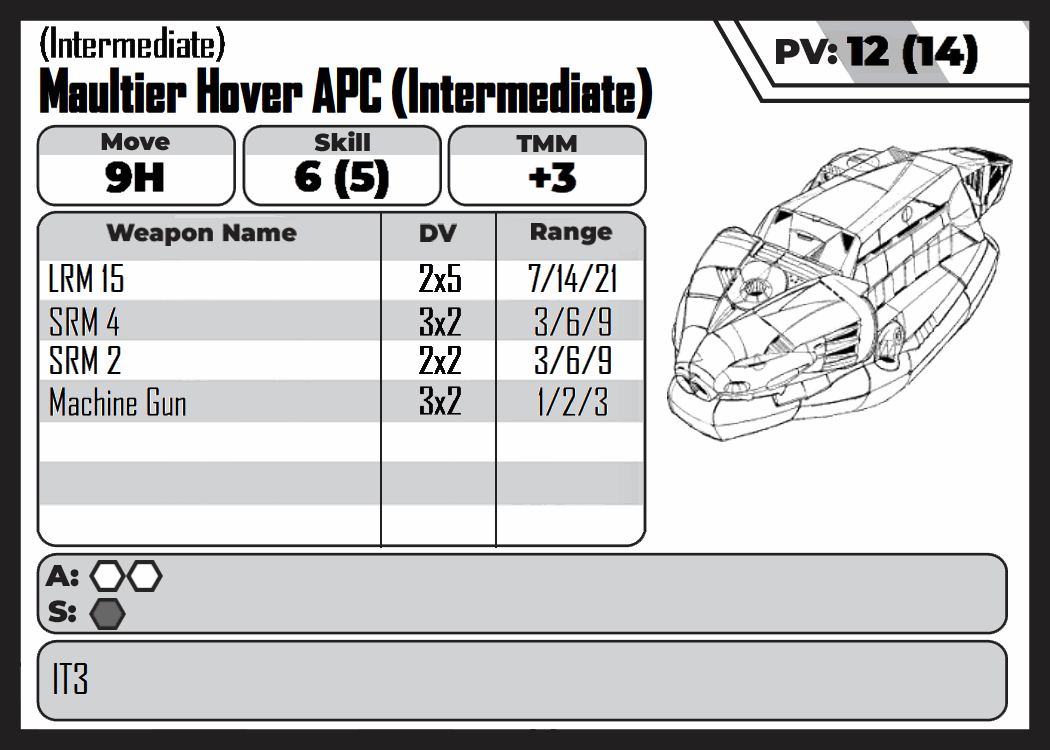 (Intermediate)
Maultier Hover APC (Intermediate)
PV: 12 (14)
Move Skill TMM
9H 6 (5) +3
Weapon Name DV Range
LRM 15 2x5 7/14/21
SRM 4 3x2 3/6/9
SRM 2 2x2 3/6/9
Machine Gun 3x2 1/2/3
A:
S:
IT3